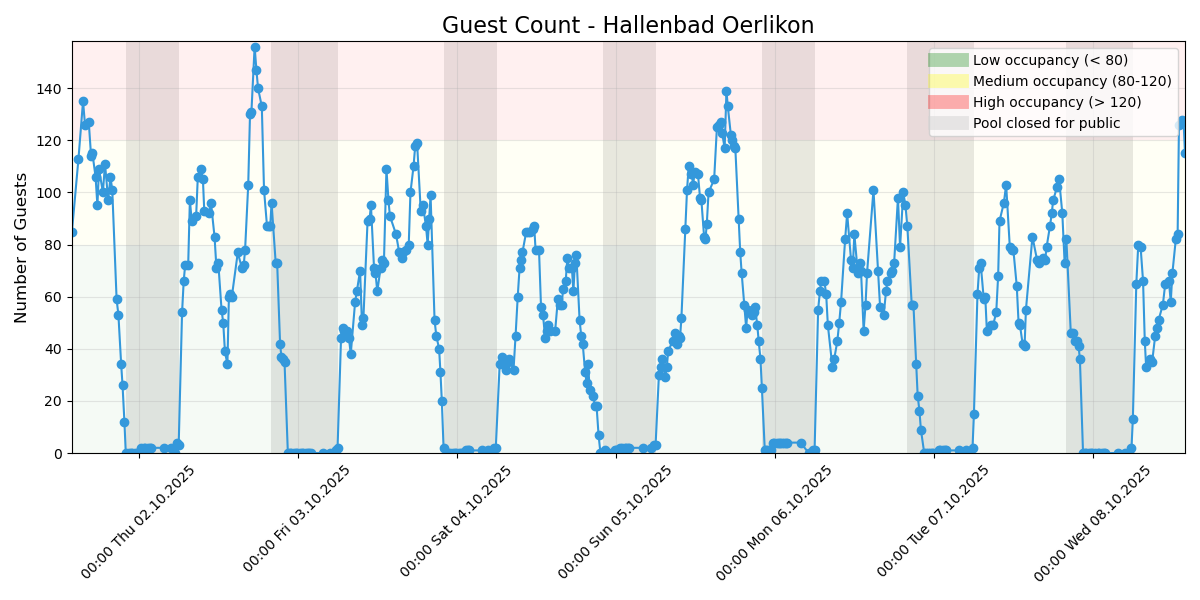 Guest Count - Hallenbad Oerlikon
Number of Guests
140
120
100
80
60
40
20
0
Low occupancy (< 80)
Medium occupancy (80-120)
High occupancy (> 120)
Pool closed for public
00:00 Thu 02.10.2025
00:00 Fri 03.10.2025
00:00 Sat 04.10.2025
00:00 Sun 05.10.2025
00:00 Mon 06.10.2025
00:00 Tue 07.10.2025
00:00 Wed 08.10.2025